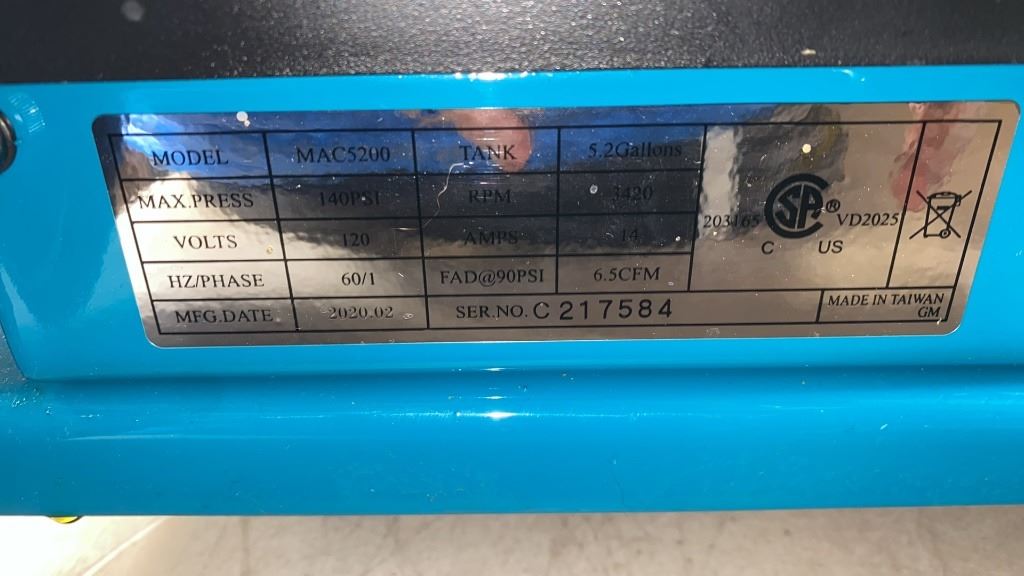 MODEL MAC5200 TANK 5.2Gallons
MAX.PRESS 140PSI RPM 3420
VOLTS 120 AMPS 14
HZ/PHASE 60/1 FAD@90PSI 6.5CFM
MFG.DATE 2020.02 SER.NO. C 217584
203165 SP® VD2025
C US
MADE IN TAIWAN
GM